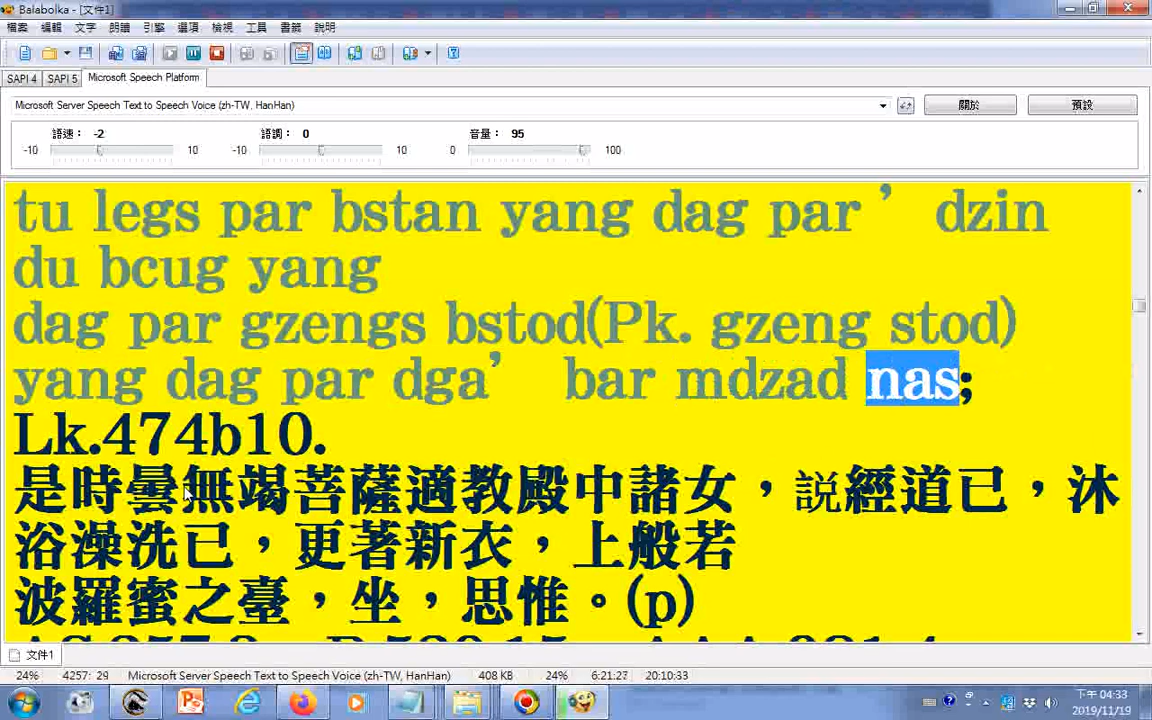 Balabolka - [文件1]
檔案 編輯 文字 朗讀 引擎 選項 檢視 工具 書籤 說明
SAPI 4 SAPI 5 Microsoft Speech Platform
Microsoft Server Speech Text to Speech Voice (zh-TW, HanHan) 關於 預設
語速： -2 語調： 0 音量： 95
-10 10 -10 10 0 100
tu legs par bstan yang dag par ’dzin
du bcug yang
dag par gzengs bstod(Pk. gzeng stod)
yang dag par dga’ bar mdzad nas;
Lk.474b10.
是時曇無竭菩薩適教殿中諸女，説經道已，沐
浴澡洗已，更著新衣，上般若
波羅蜜之臺，坐，思惟。(p)
文件1
24% 4257: 29 Microsoft Server Speech Text to Speech Voice (zh-TW, HanHan) 408 KB 24% 6:21:27 20:10:33
下午 04:33
2019/11/19